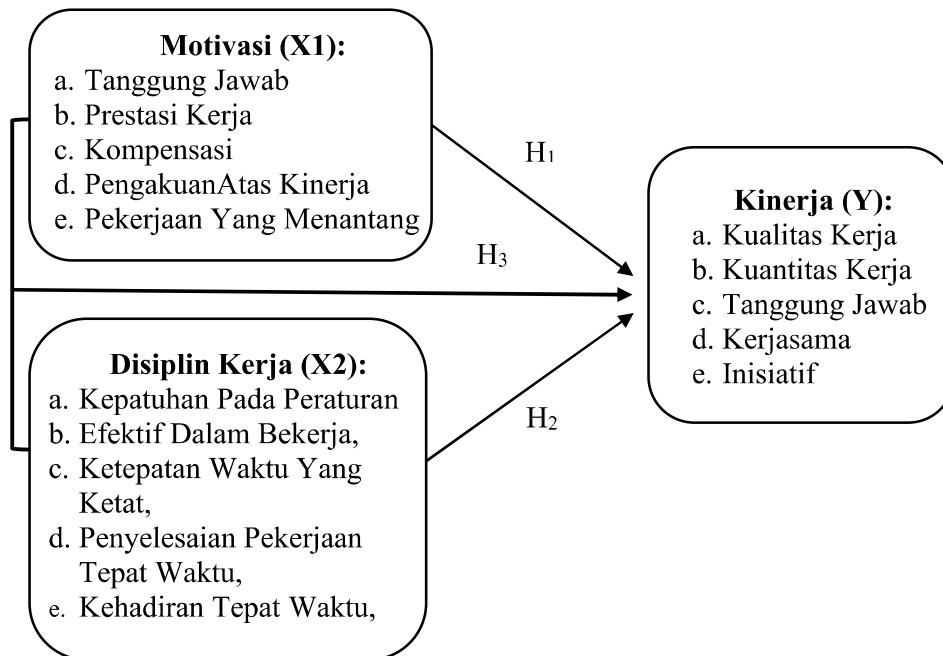 Motivasi (X1):
a. Tanggung Jawab
b. Prestasi Kerja
c. Kompensasi
d. PengakuanAtas Kinerja
e. Pekerjaan Yang Menantang
H₁
H₃
Disiplin Kerja (X2):
a. Kepatuhan Pada Peraturan
b. Efektif Dalam Bekerja,
c. Ketepatan Waktu Yang
Ketat,
d. Penyelesaian Pekerjaan
Tepat Waktu,
e. Kehadiran Tepat Waktu,
H₂
Kinerja (Y):
a. Kualitas Kerja
b. Kuantitas Kerja
c. Tanggung Jawab
d. Kerjasama
e. Inisiatif